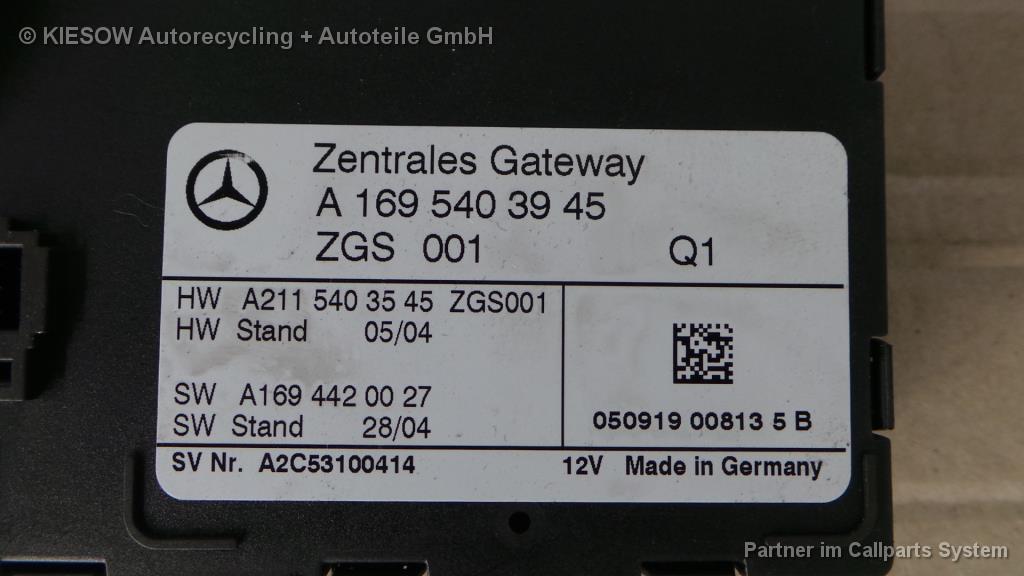 © KIESOW Autorecycling + Autoteile GmbH
Zentrales Gateway
A 169 540 39 45
ZGS 001 Q1
HW A211 540 35 45 ZGS001
HW Stand 05/04
SW A169 442 00 27
SW Stand 28/04
050919 00813 5 B
SV Nr. A2C53100414 12V Made in Germany
Partner im Callparts System